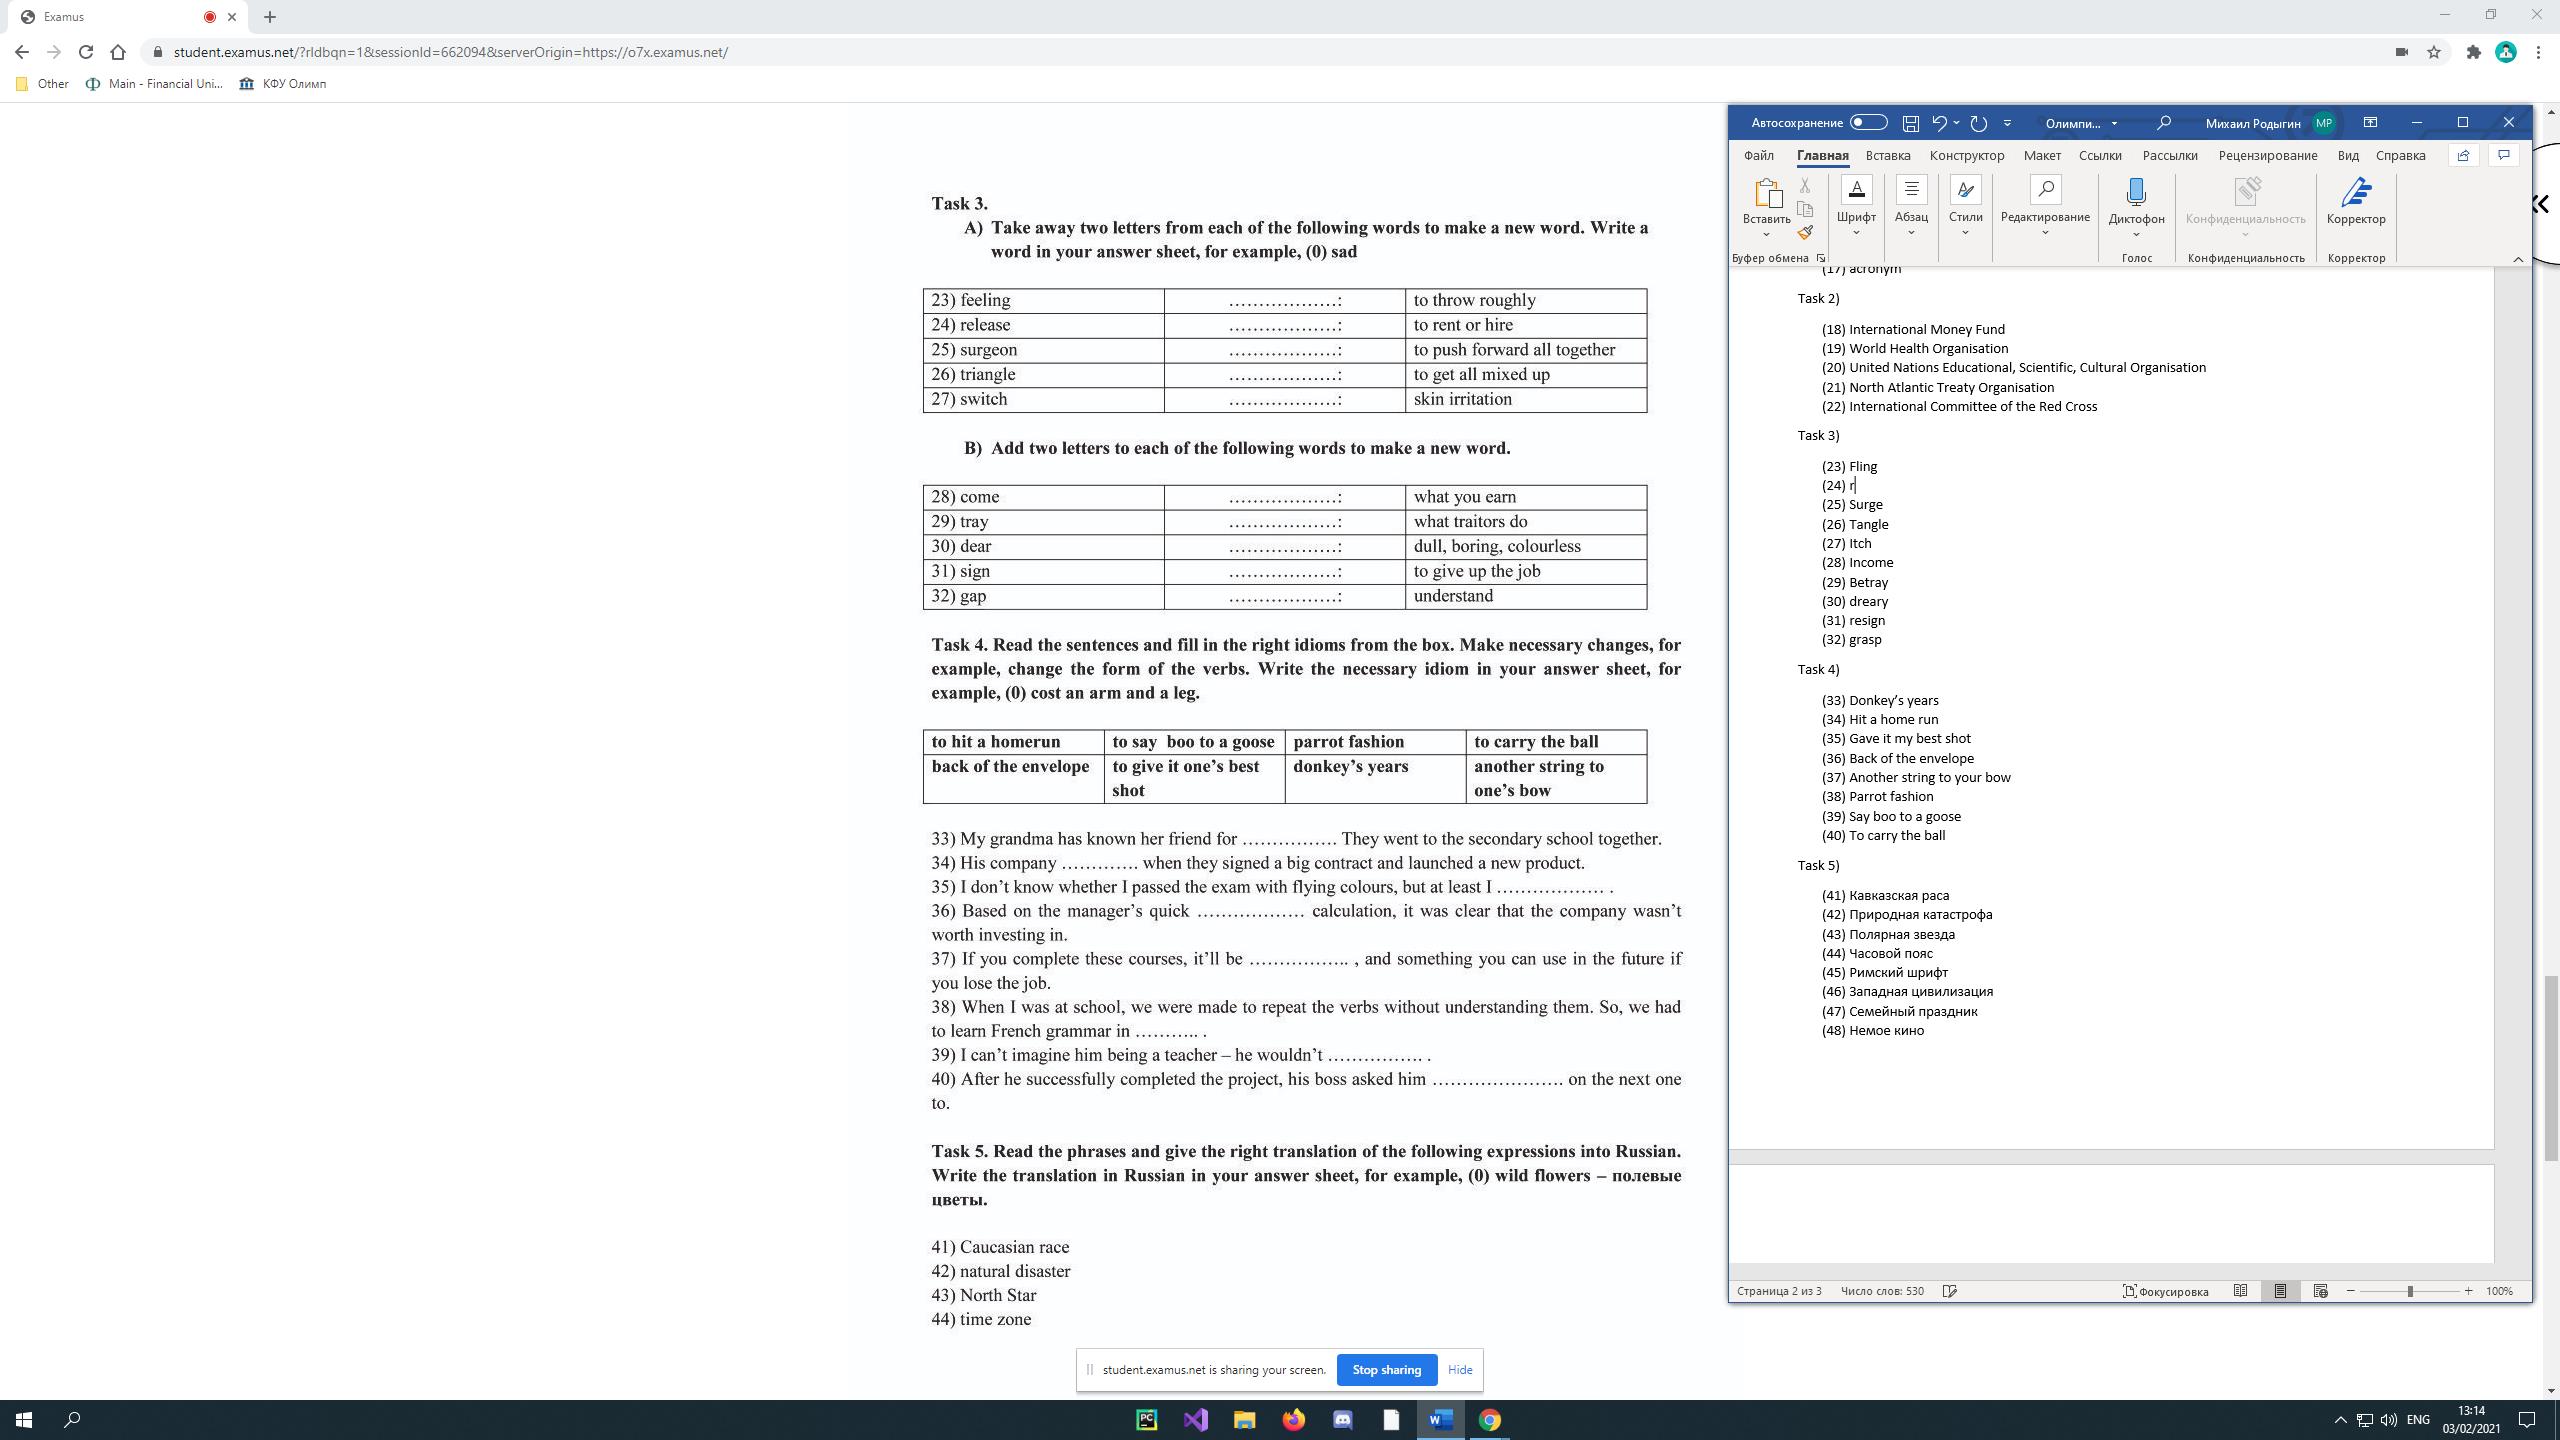 Examus
student.examus.net/?rldbqn=1&sessionId=662094&serverOrigin=https://o7x.examus.net/
Other
Main - Financial Uni...
КФУ Олимп
Task 3.
A) Take away two letters from each of the following words to make a new word. Write a
word in your answer sheet, for example, (0) sad
23) feeling ………………: to throw roughly
24) release ………………: to rent or hire
25) surgeon ………………: to push forward all together
26) triangle ………………: to get all mixed up
27) switch ………………: skin irritation
B) Add two letters to each of the following words to make a new word.
28) come ………………: what you earn
29) tray ………………: what traitors do
30) dear ………………: dull, boring, colourless
31) sign ………………: to give up the job
32) gap ………………: understand
Task 4. Read the sentences and fill in the right idioms from the box. Make necessary changes, for
example, change the form of the verbs. Write the necessary idiom in your answer sheet, for
example, (0) cost an arm and a leg.
to hit a homerun to say boo to a goose parrot fashion to carry the ball
back of the envelope to give it one's best donkey's years another string to
shot one's bow
33) My grandma has known her friend for ……………. They went to the secondary school together.
34) His company …………. when they signed a big contract and launched a new product.
35) I don't know whether I passed the exam with flying colours, but at least I ……………… .
36) Based on the manager's quick ……………… calculation, it was clear that the company wasn't
worth investing in.
37) If you complete these courses, it'll be …………….. , and something you can use in the future if
you lose the job.
38) When I was at school, we were made to repeat the verbs without understanding them. So, we had
to learn French grammar in ……….. .
39) I can't imagine him being a teacher – he wouldn't ……………. .
40) After he successfully completed the project, his boss asked him …………………. on the next one
to.
Task 5. Read the phrases and give the right translation of the following expressions into Russian.
Write the translation in Russian in your answer sheet, for example, (0) wild flowers – полевые
цветы.
41) Caucasian race
42) natural disaster
43) North Star
44) time zone
student.examus.net is sharing your screen.
Stop sharing
Hide
Автосохранение
Олимпи...
Михаил Родыгин
МР
Файл Главная Вставка Конструктор Макет Ссылки Рассылки Рецензирование Вид Справка
Вставить Шрифт Абзац Стили Редактирование Диктофон Конфиденциальность Корректор
Буфер обмена Голос Конфиденциальность Корректор
(17) acronym
Task 2)
(18) International Money Fund
(19) World Health Organisation
(20) United Nations Educational, Scientific, Cultural Organisation
(21) North Atlantic Treaty Organisation
(22) International Committee of the Red Cross
Task 3)
(23) Fling
(24) r
(25) Surge
(26) Tangle
(27) Itch
(28) Income
(29) Betray
(30) dreary
(31) resign
(32) grasp
Task 4)
(33) Donkey's years
(34) Hit a home run
(35) Gave it my best shot
(36) Back of the envelope
(37) Another string to your bow
(38) Parrot fashion
(39) Say boo to a goose
(40) To carry the ball
Task 5)
(41) Кавказская раса
(42) Природная катастрофа
(43) Полярная звезда
(44) Часовой пояс
(45) Римский шрифт
(46) Западная цивилизация
(47) Семейный праздник
(48) Немое кино
Страница 2 из 3 Число слов: 530 Фокусировка 100%
ENG
13:14
03/02/2021